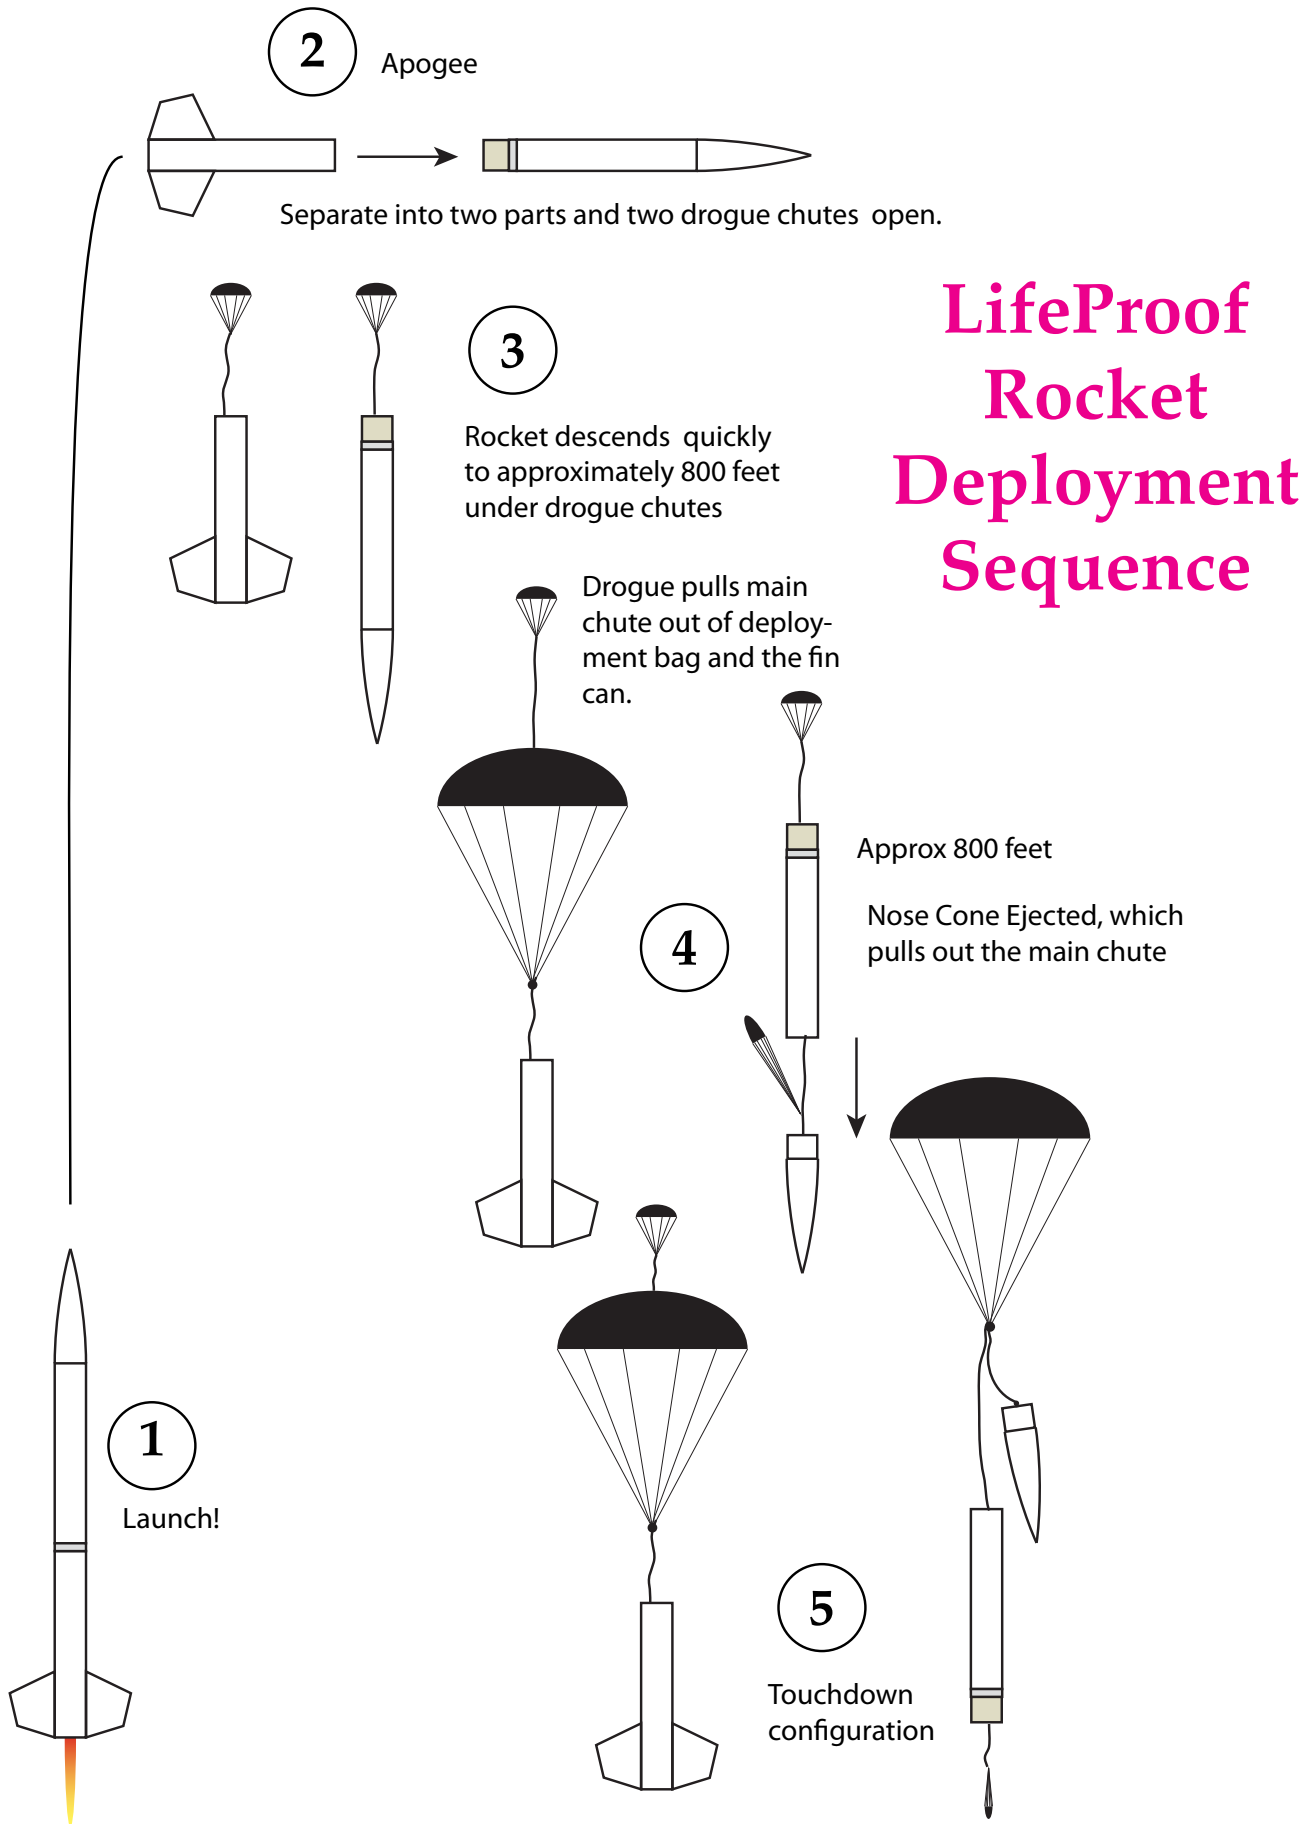 2
Apogee
Separate into two parts and two drogue chutes  open.
LifeProof
Rocket
Deployment
Sequence
3
Rocket descends  quickly
to approximately 800 feet
under drogue chutes
Drogue pulls main
chute out of deploy-
ment bag and the fin
can.
Approx 800 feet
Nose Cone Ejected, which
pulls out the main chute
4
1
Launch!
5
Touchdown
configuration